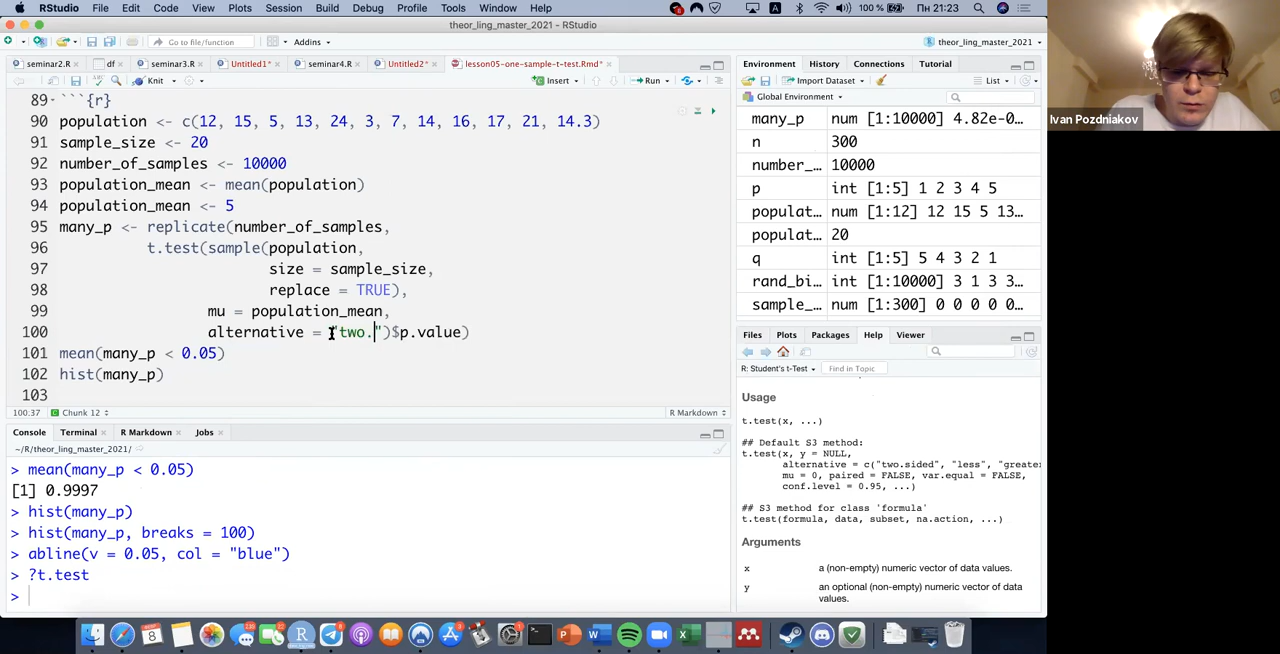 RStudio File Edit Code View Plots Session Build Debug Profile Tools Window Help 100 % Пн 21:23
theor_ling_master_2021 - RStudio
Go to file/function Addins theor_ling_master_2021
seminar2.R df seminar3.R Untitled1* seminar4.R Untitled2* lesson05-one-sample-t-test.Rmd*
Knit Insert Run
89 ```{r}
90 population <- c(12, 15, 5, 13, 24, 3, 7, 14, 16, 17, 21, 14.3)
91 sample_size <- 20
92 number_of_samples <- 10000
93 population_mean <- mean(population)
94 population_mean <- 5
95 many_p <- replicate(number_of_samples,
96 t.test(sample(population,
97 size = sample_size,
98 replace = TRUE),
99 mu = population_mean,
100 alternative = "two.")$p.value)
101 mean(many_p < 0.05)
102 hist(many_p)
103
100:37 Chunk 12 R Markdown
Console Terminal R Markdown Jobs
~/R/theor_ling_master_2021/
> mean(many_p < 0.05)
[1] 0.9997
> hist(many_p)
> hist(many_p, breaks = 100)
> abline(v = 0.05, col = "blue")
> ?t.test
>
Environment History Connections Tutorial
Import Dataset List
Global Environment
many_p num [1:10000] 4.82e-0…
n 300
number_… 10000
p int [1:5] 1 2 3 4 5
populat… num [1:12] 12 15 5 13…
populat… 20
q int [1:5] 5 4 3 2 1
rand_bi… int [1:10000] 3 1 3 3…
sample_… num [1:300] 0 0 0 0 0…
Files Plots Packages Help Viewer
R: Student's t-Test Find in Topic
Usage
t.test(x, ...)
## Default S3 method:
t.test(x, y = NULL,
alternative = c("two.sided", "less", "greate
mu = 0, paired = FALSE, var.equal = FALSE,
conf.level = 0.95, ...)
## S3 method for class 'formula'
t.test(formula, data, subset, na.action, ...)
Arguments
x a (non-empty) numeric vector of data values.
y an optional (non-empty) numeric vector of data
values.
Ivan Pozdniakov